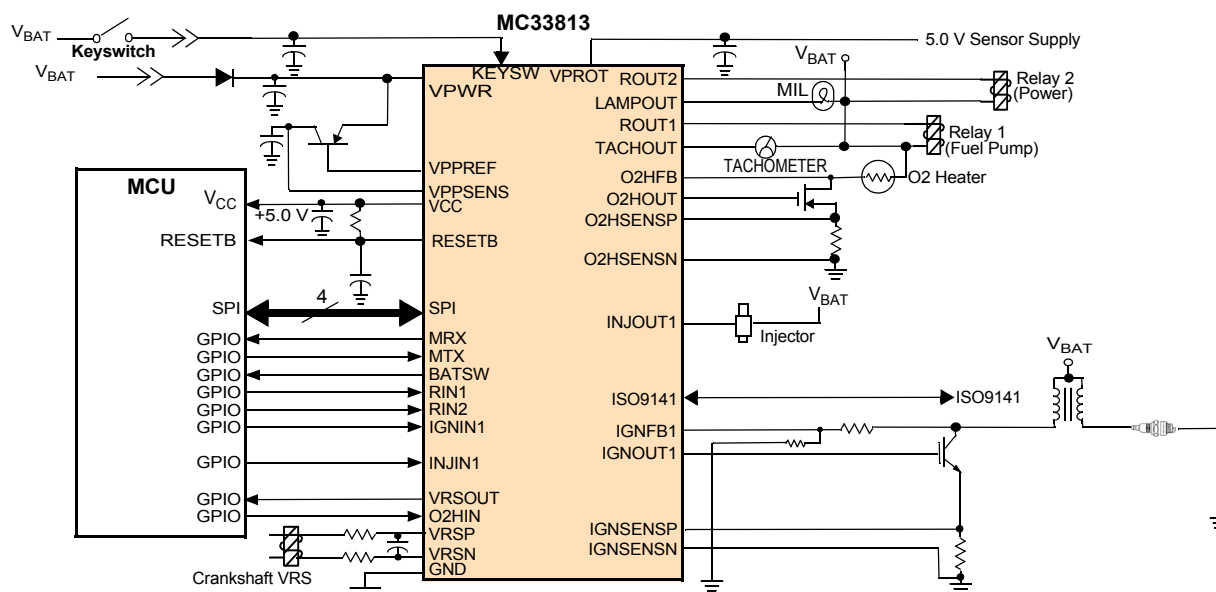 MC33813
VBAT
Keyswitch
VBAT
KEYSW
VPROT
5.0 V Sensor Supply
VPWR
VPPREF
VPPSENS
VCC
RESETB
SPI
MRX
MTX
BATSW
RIN1
RIN2
IGNIN1
INJIN1
VRSOUT
O2HIN
VRSP
VRSN
GND
MCU
VCC
+5.0 V
RESETB
SPI
4
GPIO
GPIO
GPIO
GPIO
GPIO
GPIO
GPIO
GPIO
GPIO
Crankshaft VRS
ROUT2
LAMPOUT
ROUT1
TACHOUT
O2HFB
O2HOUT
O2HSENSP
O2HSENSN
INJOUT1
ISO9141
IGNFB1
IGNOUT1
IGNSENSP
IGNSENSN
VBAT
MIL
Relay 2
(Power)
Relay 1
(Fuel Pump)
TACHOMETER
O2 Heater
VBAT
Injector
ISO9141
VBAT